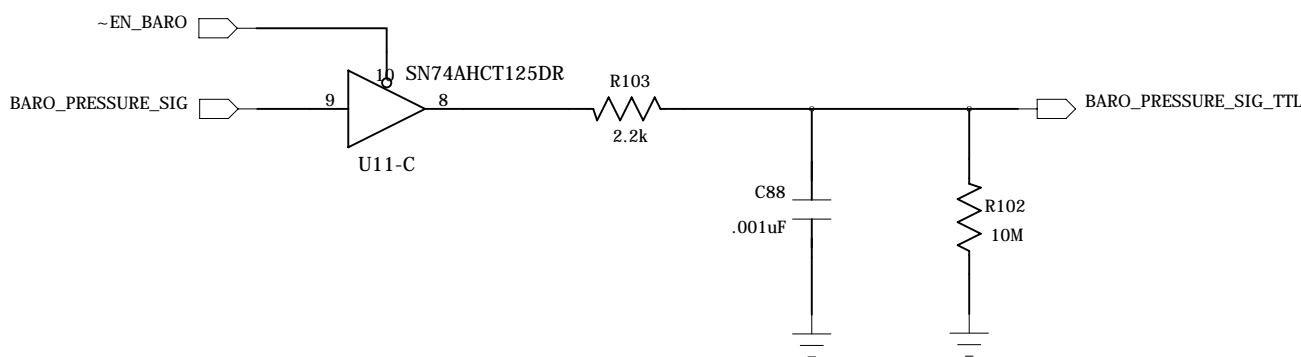 ~EN_BARO
10 SN74AHCT125DR
R103
BARO_PRESSURE_SIG
9
8
BARO_PRESSURE_SIG_TTL
2.2k
U11-C
C88
R102
.001uF
10M